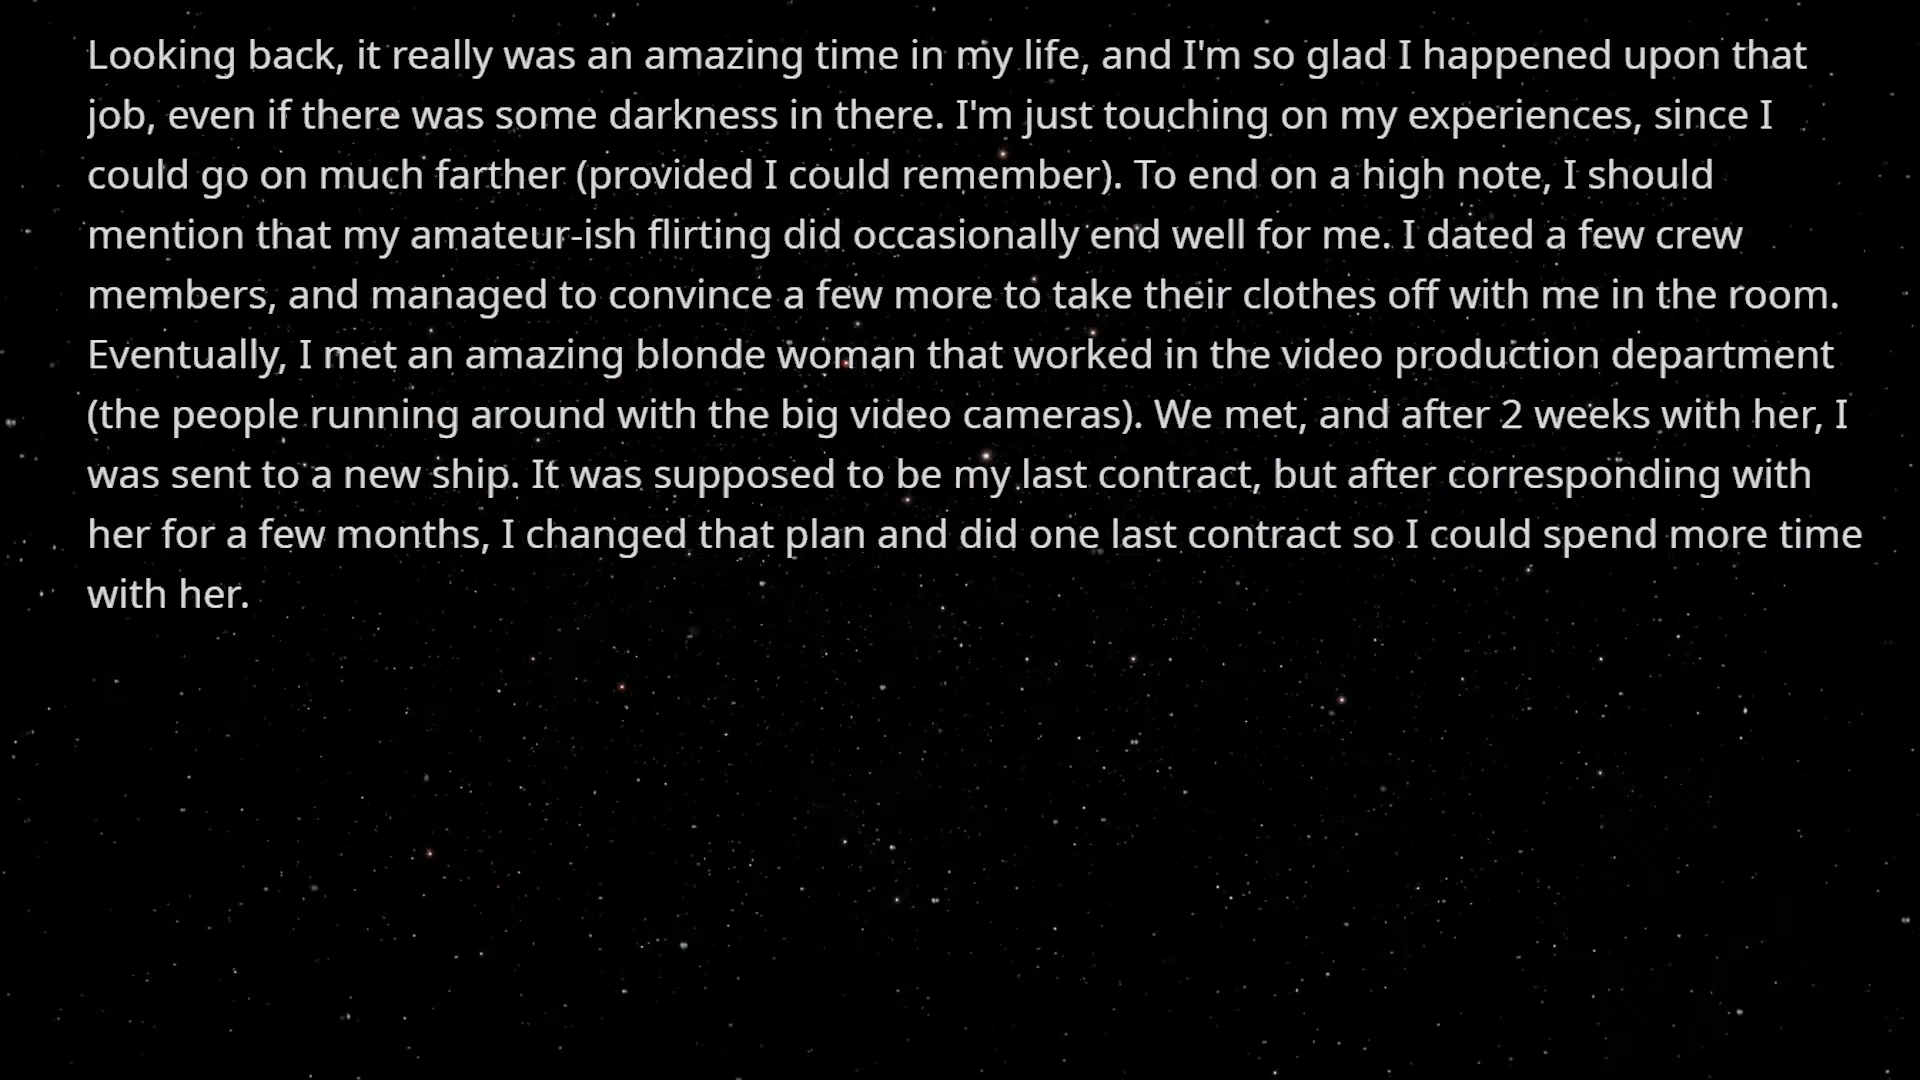 Looking back, it really was an amazing time in my life, and I'm so glad I happened upon that
job, even if there was some darkness in there. I'm just touching on my experiences, since I
could go on much farther (provided I could remember). To end on a high note, I should
mention that my amateur-ish flirting did occasionally end well for me. I dated a few crew
members, and managed to convince a few more to take their clothes off with me in the room.
Eventually, I met an amazing blonde woman that worked in the video production department
(the people running around with the big video cameras). We met, and after 2 weeks with her, I
was sent to a new ship. It was supposed to be my last contract, but after corresponding with
her for a few months, I changed that plan and did one last contract so I could spend more time
with her.